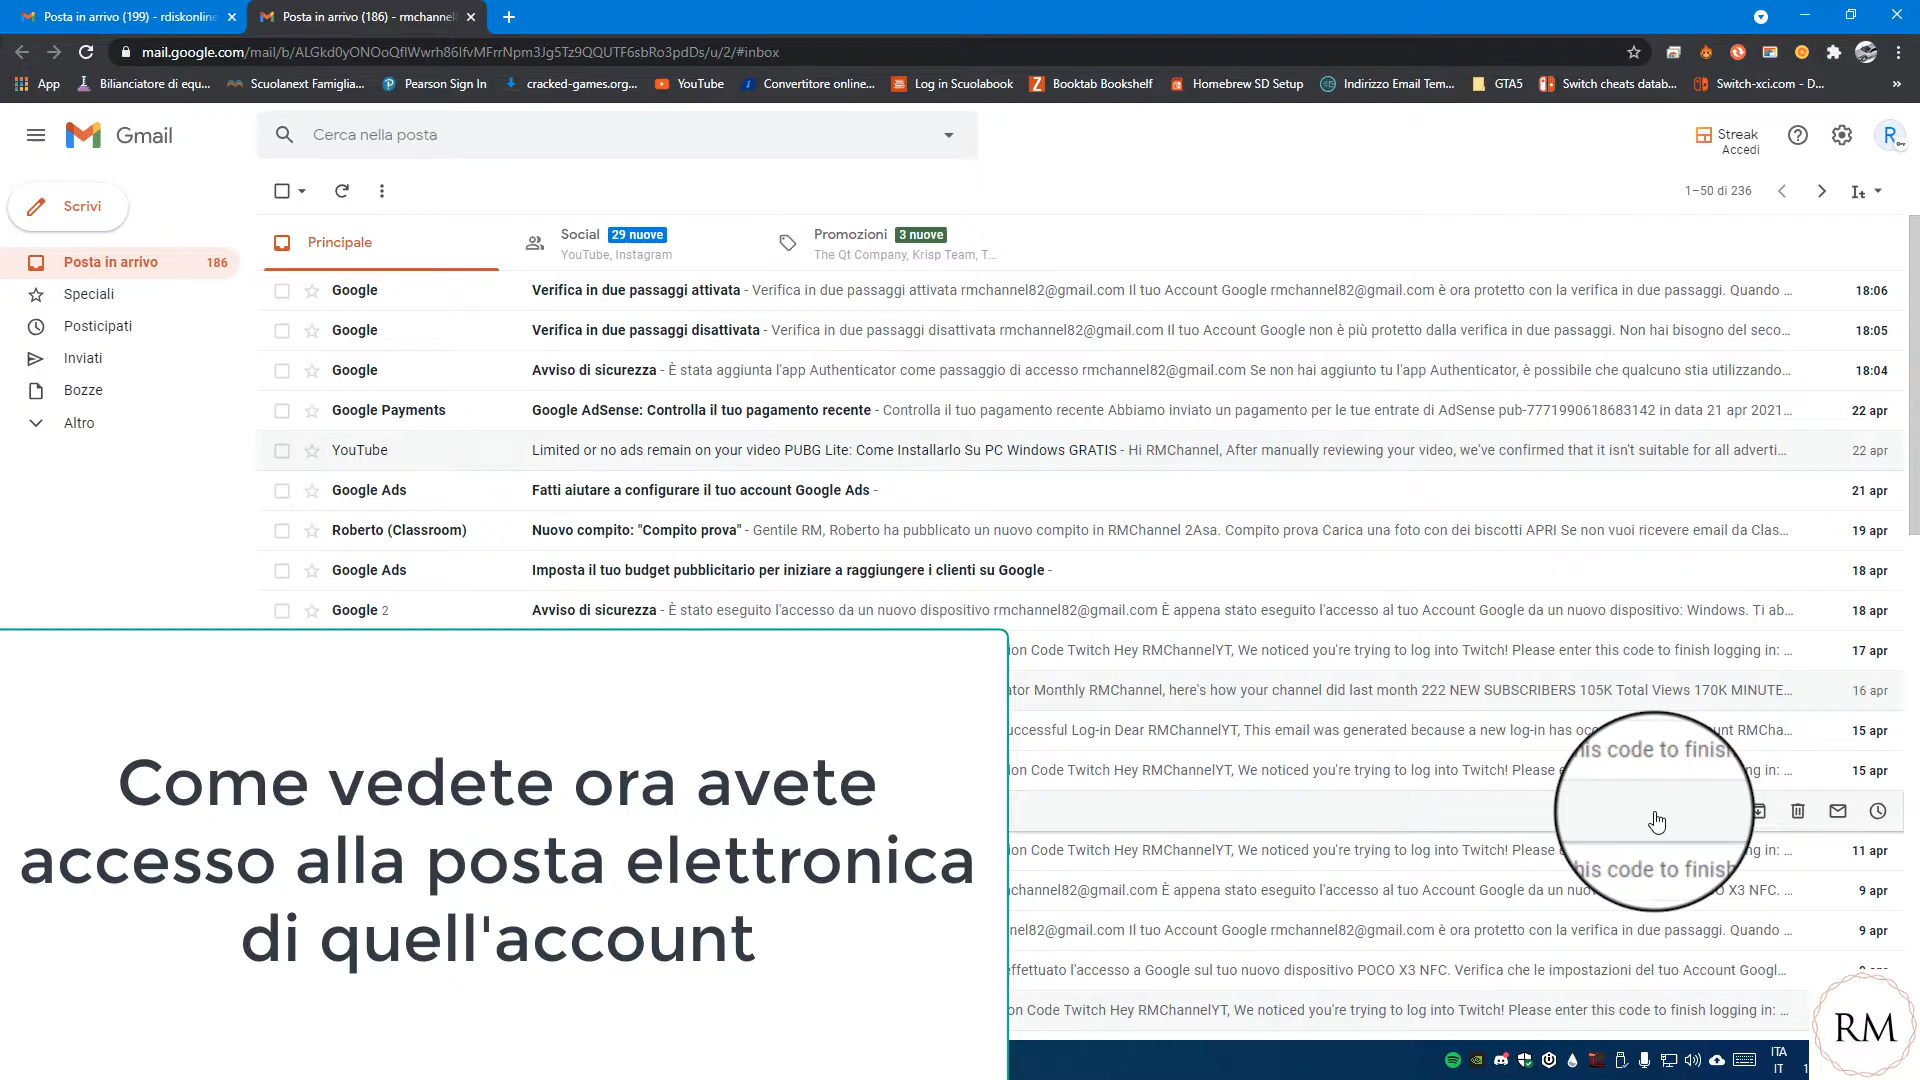 Posta in arrivo (199) - rdiskonline
Posta in arrivo (186) - rmchannel
mail.google.com/mail/b/ALGkd0yONOoQflWwrh86lfvMFrrNpm3Jg5Tz9QQUTF6sbRo3pdDs/u/2/#inbox
App Bilanciatore di equ... Scuolanext Famiglia... Pearson Sign In cracked-games.org... YouTube Convertitore online... Log in Scuolabook Booktab Bookshelf Homebrew SD Setup Indirizzo Email Tem... GTA5 Switch cheats datab... Switch-xci.com - D... »
Gmail
Cerca nella posta
Streak
Accedi
R
Scrivi
1–50 di 236
Posta in arrivo 186
Speciali
Posticipati
Inviati
Bozze
Altro
Principale
Social 29 nuove
YouTube, Instagram
Promozioni 3 nuove
The Qt Company, Krisp Team, T...
Google Verifica in due passaggi attivata - Verifica in due passaggi attivata rmchannel82@gmail.com Il tuo Account Google rmchannel82@gmail.com è ora protetto con la verifica in due passaggi. Quando ... 18:06
Google Verifica in due passaggi disattivata - Verifica in due passaggi disattivata rmchannel82@gmail.com Il tuo Account Google non è più protetto dalla verifica in due passaggi. Non hai bisogno del seco... 18:05
Google Avviso di sicurezza - È stata aggiunta l'app Authenticator come passaggio di accesso rmchannel82@gmail.com Se non hai aggiunto tu l'app Authenticator, è possibile che qualcuno stia utilizzando... 18:04
Google Payments Google AdSense: Controlla il tuo pagamento recente - Controlla il tuo pagamento recente Abbiamo inviato un pagamento per le tue entrate di AdSense pub-7771990618683142 in data 21 apr 2021... 22 apr
YouTube Limited or no ads remain on your video PUBG Lite: Come Installarlo Su PC Windows GRATIS - Hi RMChannel, After manually reviewing your video, we've confirmed that it isn't suitable for all adverti... 22 apr
Google Ads Fatti aiutare a configurare il tuo account Google Ads - 21 apr
Roberto (Classroom) Nuovo compito: "Compito prova" - Gentile RM, Roberto ha pubblicato un nuovo compito in RMChannel 2Asa. Compito prova Carica una foto con dei biscotti APRI Se non vuoi ricevere email da Clas... 19 apr
Google Ads Imposta il tuo budget pubblicitario per iniziare a raggiungere i clienti su Google - 18 apr
Google 2 Avviso di sicurezza - È stato eseguito l'accesso da un nuovo dispositivo rmchannel82@gmail.com È appena stato eseguito l'accesso al tuo Account Google da un nuovo dispositivo: Windows. Ti ab... 18 apr
ion Code Twitch Hey RMChannelYT, We noticed you're trying to log into Twitch! Please enter this code to finish logging in: ... 17 apr
ator Monthly RMChannel, here's how your channel did last month 222 NEW SUBSCRIBERS 105K Total Views 170K MINUTE... 16 apr
uccessful Log-in Dear RMChannelYT, This email was generated because a new log-in has occ unt RMCha... 15 apr
his code to finish
ion Code Twitch Hey RMChannelYT, We noticed you're trying to log into Twitch! Please e ng in: ... 15 apr
ion Code Twitch Hey RMChannelYT, We noticed you're trying to log into Twitch! Please e ng in: ... 11 apr
his code to finish
channel82@gmail.com È appena stato eseguito l'accesso al tuo Account Google da un nuo O X3 NFC. ... 9 apr
nel82@gmail.com Il tuo Account Google rmchannel82@gmail.com è ora protetto con la verifica in due passaggi. Quando ... 9 apr
effettuato l'accesso a Google sul tuo nuovo dispositivo POCO X3 NFC. Verifica che le impostazioni del tuo Account Googl...
on Code Twitch Hey RMChannelYT, We noticed you're trying to log into Twitch! Please enter this code to finish logging in: ...
Come vedete ora avete
accesso alla posta elettronica
di quell'account
RM
ITA
IT